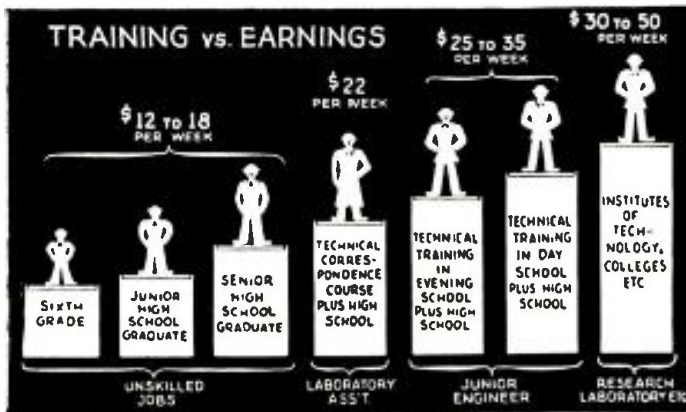 TRAINING vs. EARNINGS
$12 TO 18
PER WEEK
$22
PER WEEK
$25 TO 35
PER WEEK
$30 TO 50
PER WEEK
SIXTH
GRADE
JUNIOR
HIGH
SCHOOL
GRADUATE
SENIOR
HIGH
SCHOOL
GRADUATE
TECHNICAL
CORRES-
PONDENCE
COURSE
PLUS HIGH
SCHOOL
TECHNICAL
TRAINING
IN
EVENING
SCHOOL
PLUS HIGH
SCHOOL
TECHNICAL
TRAINING
IN DAY
SCHOOL
PLUS HIGH
SCHOOL
INSTITUTES
OF
TECH-
NOLOGY,
COLLEGES
ETC
UNSKILLED
JOBS
LABORATORY
ASS'T
JUNIOR
ENGINEER
RESEARCH
LABORATORY ETC